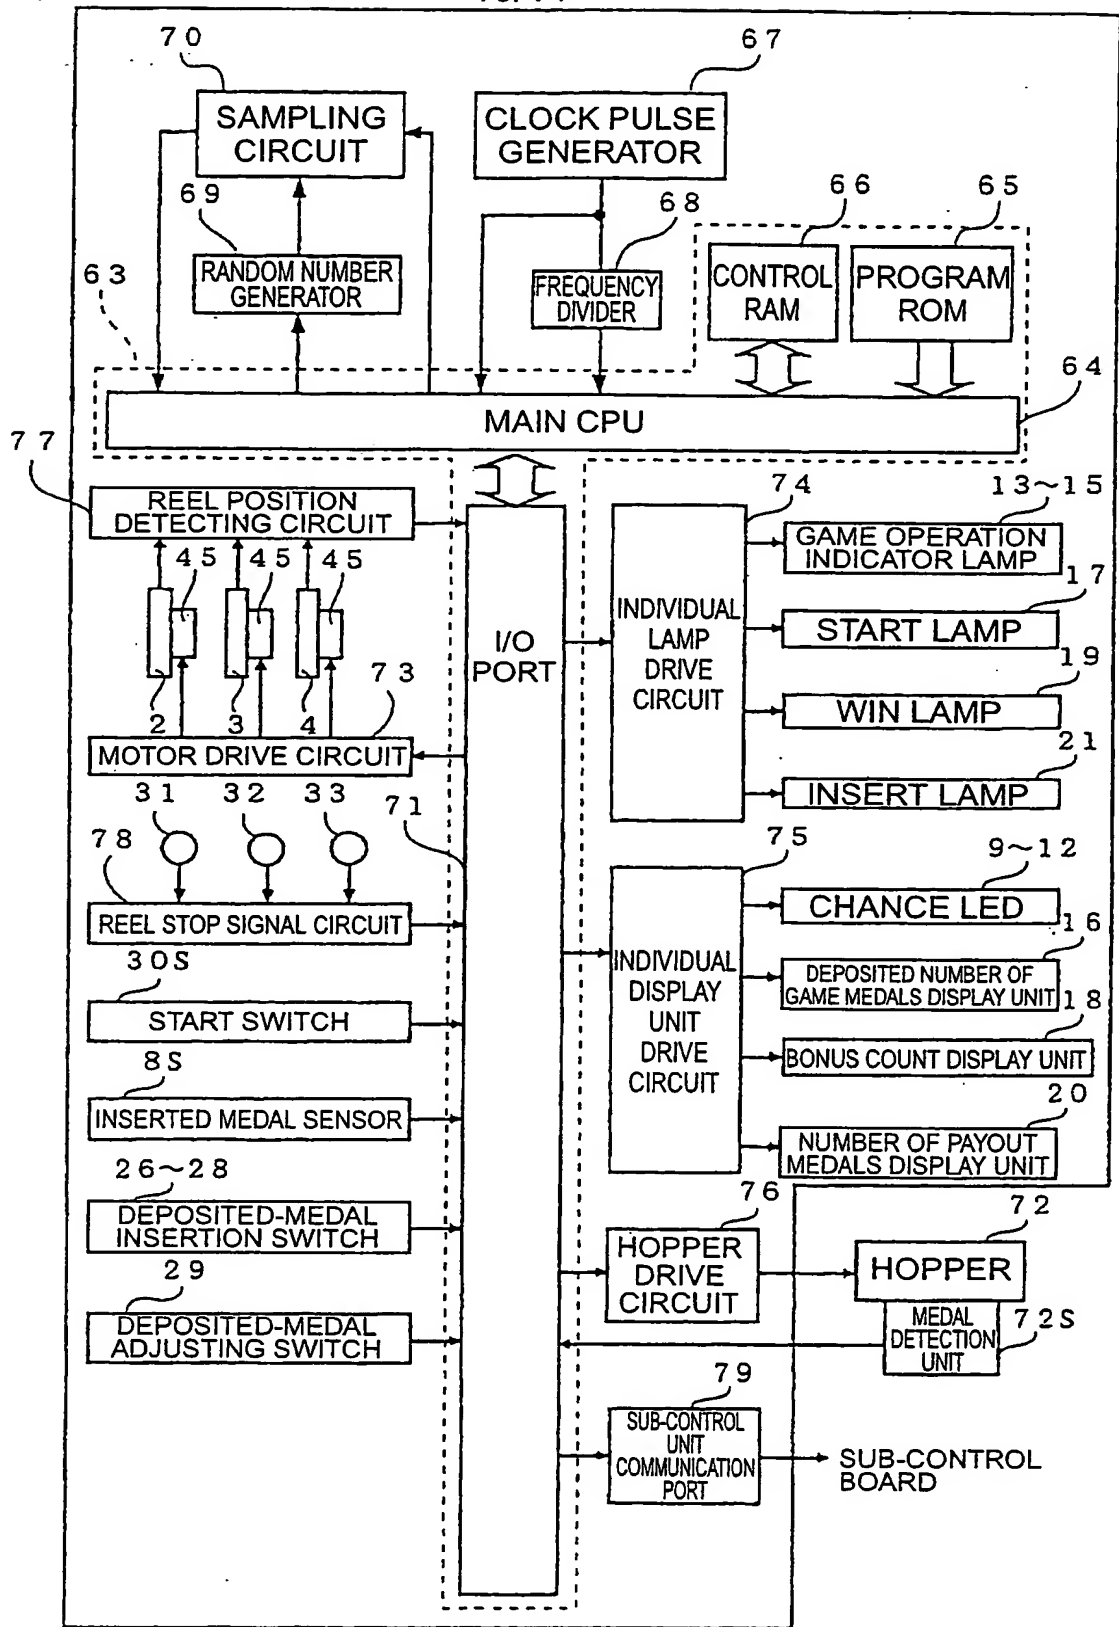 70
67
SAMPLING
CIRCUIT
CLOCK PULSE
GENERATOR
69
68
66
65
63
RANDOM NUMBER
GENERATOR
FREQUENCY
DIVIDER
CONTROL
RAM
PROGRAM
ROM
64
MAIN CPU
77
REEL POSITION
DETECTING CIRCUIT
74
13~15
GAME OPERATION
INDICATOR LAMP
45
45
45
17
I/O
PORT
INDIVIDUAL
LAMP
DRIVE
CIRCUIT
START LAMP
2
3
4
73
19
WIN LAMP
MOTOR DRIVE CIRCUIT
21
31
32
33
71
INSERT LAMP
78
75
9~12
REEL STOP SIGNAL CIRCUIT
CHANCE LED
30S
INDIVIDUAL
DISPLAY
UNIT
DRIVE
CIRCUIT
16
DEPOSITED NUMBER OF
GAME MEDALS DISPLAY UNIT
START SWITCH
18
8S
BONUS COUNT DISPLAY UNIT
INSERTED MEDAL SENSOR
20
NUMBER OF PAYOUT
MEDALS DISPLAY UNIT
26~28
DEPOSITED-MEDAL
INSERTION SWITCH
76
72
HOPPER
DRIVE
CIRCUIT
HOPPER
29
DEPOSITED-MEDAL
ADJUSTING SWITCH
MEDAL
DETECTION
UNIT
72S
79
SUB-CONTROL
UNIT
COMMUNICATION
PORT
SUB-CONTROL
BOARD